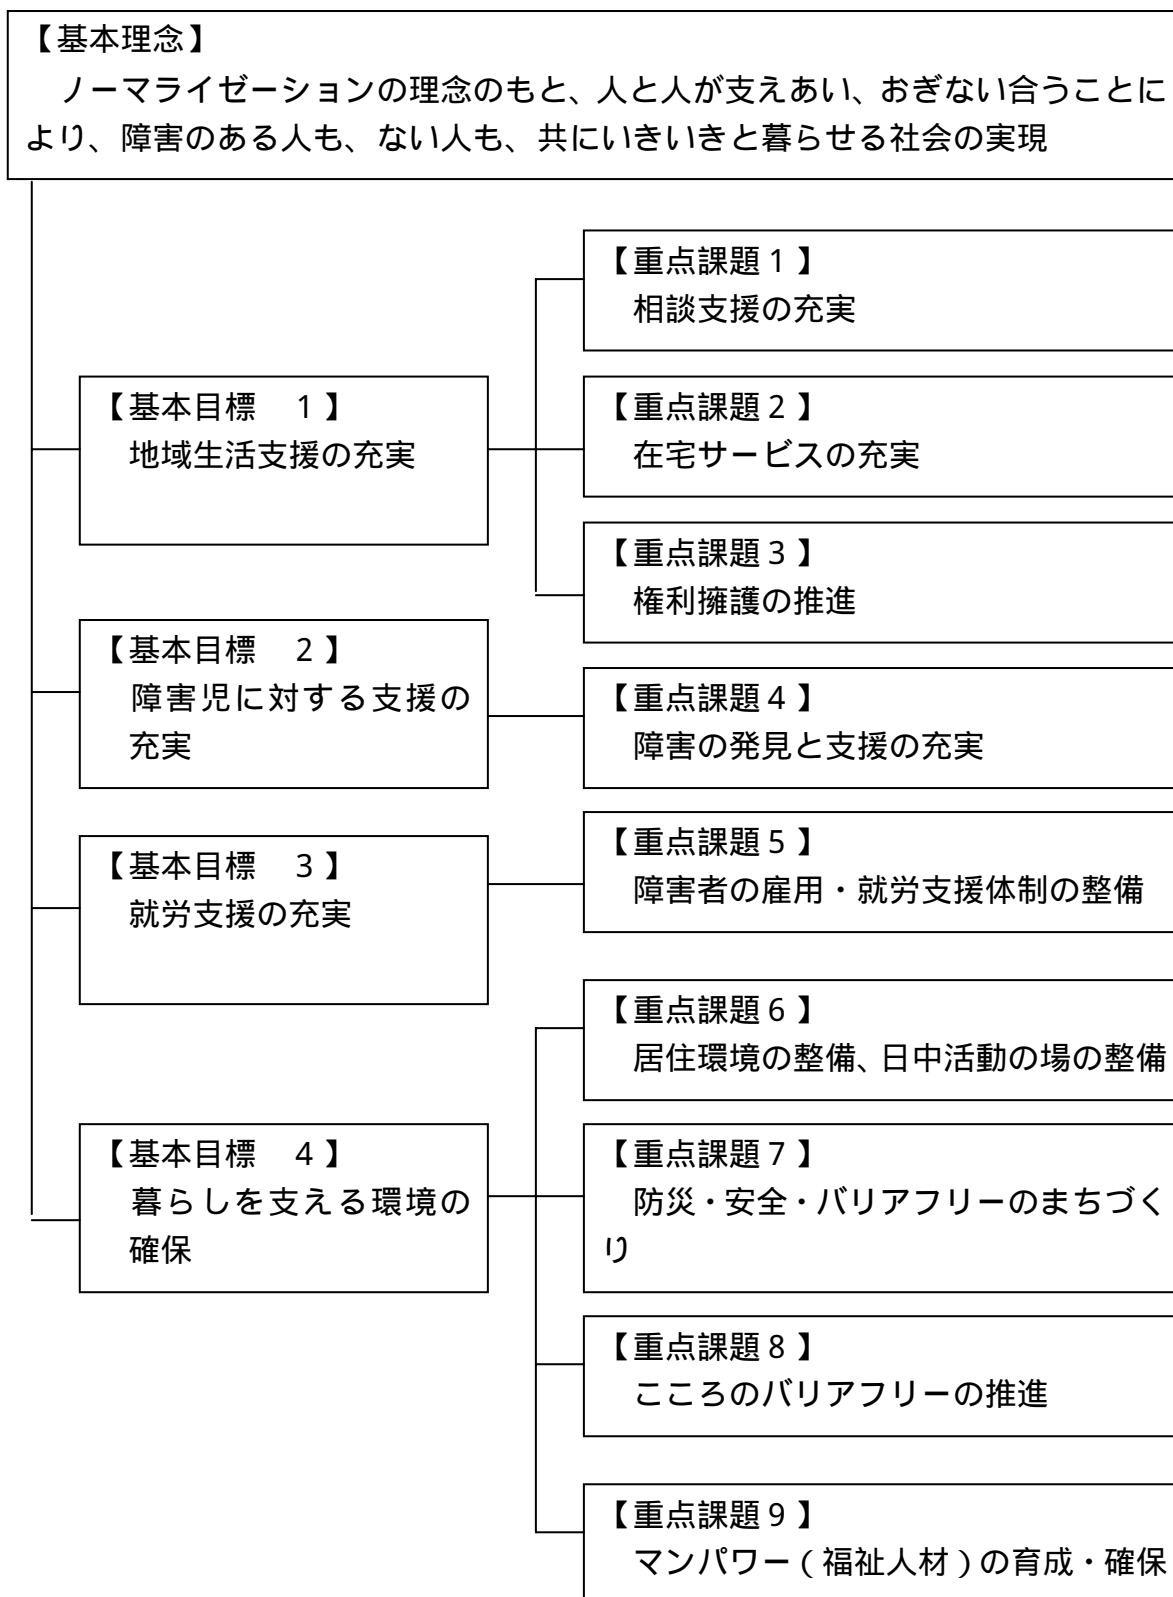 【基本理念】
ノーマライゼーションの理念のもと、人と人が支えあい、おぎない合うことに
より、障害のある人も、ない人も、共にいきいきと暮らせる社会の実現
【重点課題1】
相談支援の充実
【基本目標　1】
地域生活支援の充実
【重点課題2】
在宅サービスの充実
【重点課題3】
権利擁護の推進
【基本目標　2】
障害児に対する支援の
充実
【重点課題4】
障害の発見と支援の充実
【基本目標　3】
就労支援の充実
【重点課題5】
障害者の雇用・就労支援体制の整備
【重点課題6】
居住環境の整備、日中活動の場の整備
【基本目標　4】
暮らしを支える環境の
確保
【重点課題7】
防災・安全・バリアフリーのまちづく
り
【重点課題8】
こころのバリアフリーの推進
【重点課題9】
マンパワー（福祉人材）の育成・確保